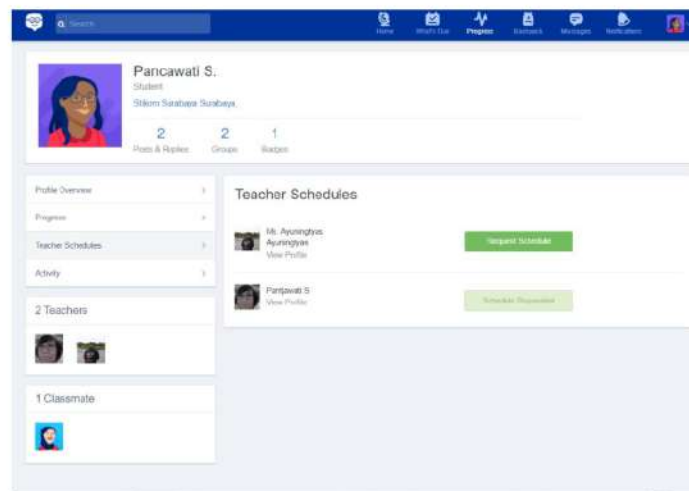 Search
Home What's Due Progress Backpack Messages Notifications
Pancawati S.
Student
Stikom Surabaya Surabaya,
2 2 1
Posts & Replies Groups Badges
Profile Overview
Progress
Teacher Schedules
Activity
2 Teachers
1 Classmate
Teacher Schedules
Ms. Ayuningtyas
Ayuningtyas
View Profile
Request Schedule
Pantjawati S
View Profile
Schedule Requested